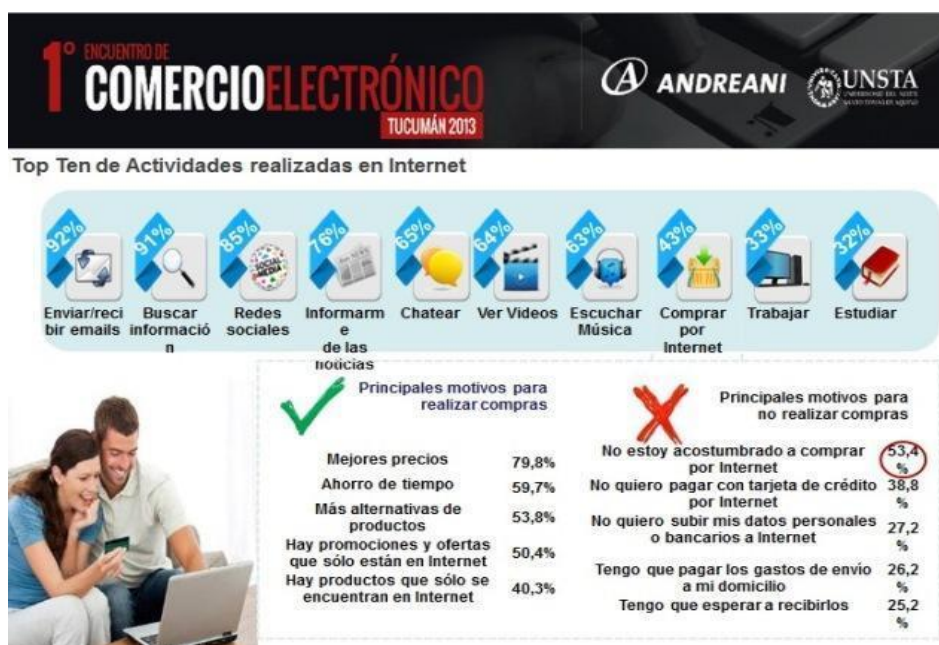 1° ENCUENTRO DE
COMERCIOELECTRÓNICO
TUCUMÁN 2013
ANDREANI
UNSTA
Top Ten de Actividades realizadas en Internet
92% 91% 85% 76% 65% 64% 63% 43% 33% 32%
SOCIAL
MEDIA
Enviar/reci
bir emails
Buscar
informació
n
Redes
sociales
Informarm
e
de las
noticias
Chatear
Ver Videos
Escuchar
Música
Comprar
por
Internet
Trabajar
Estudiar
Principales motivos para
realizar compras
Mejores precios 79,8%
Ahorro de tiempo 59,7%
Más alternativas de
productos 53,8%
Hay promociones y ofertas
que sólo están en Internet 50,4%
Hay productos que sólo se
encuentran en Internet 40,3%
Principales motivos para
no realizar compras
No estoy acostumbrado a comprar
por Internet
53,4
%
No quiero pagar con tarjeta de crédito
por Internet
38,8
%
No quiero subir mis datos personales
o bancarios a Internet
27,2
%
Tengo que pagar los gastos de envío
a mi domicilio
26,2
%
Tengo que esperar a recibirlos
25,2
%